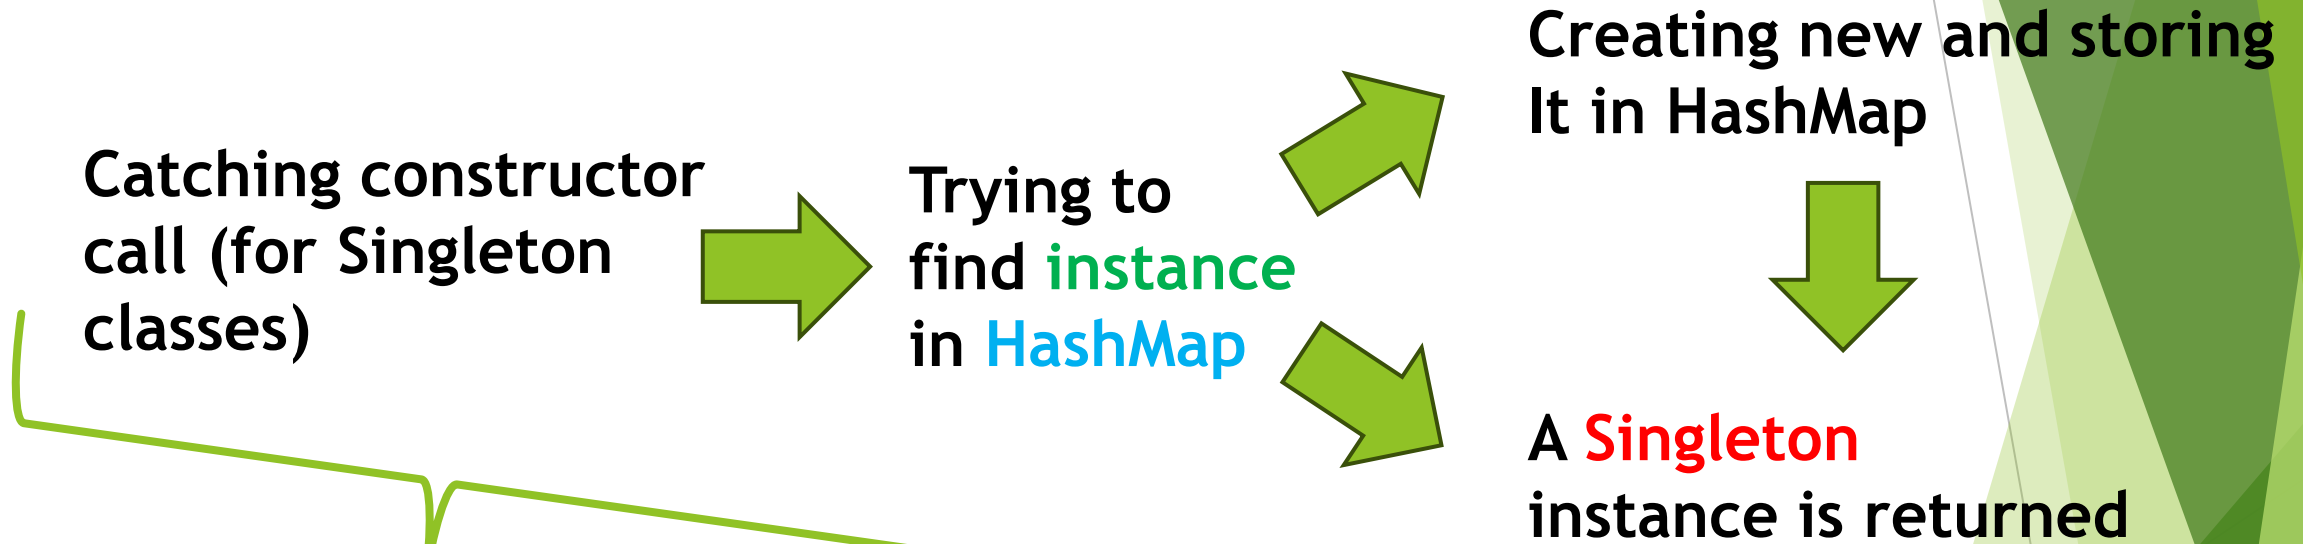 Catching constructor
call (for Singleton
classes)
Trying to
find instance
in HashMap
Creating new and storing
It in HashMap
A Singleton
instance is returned